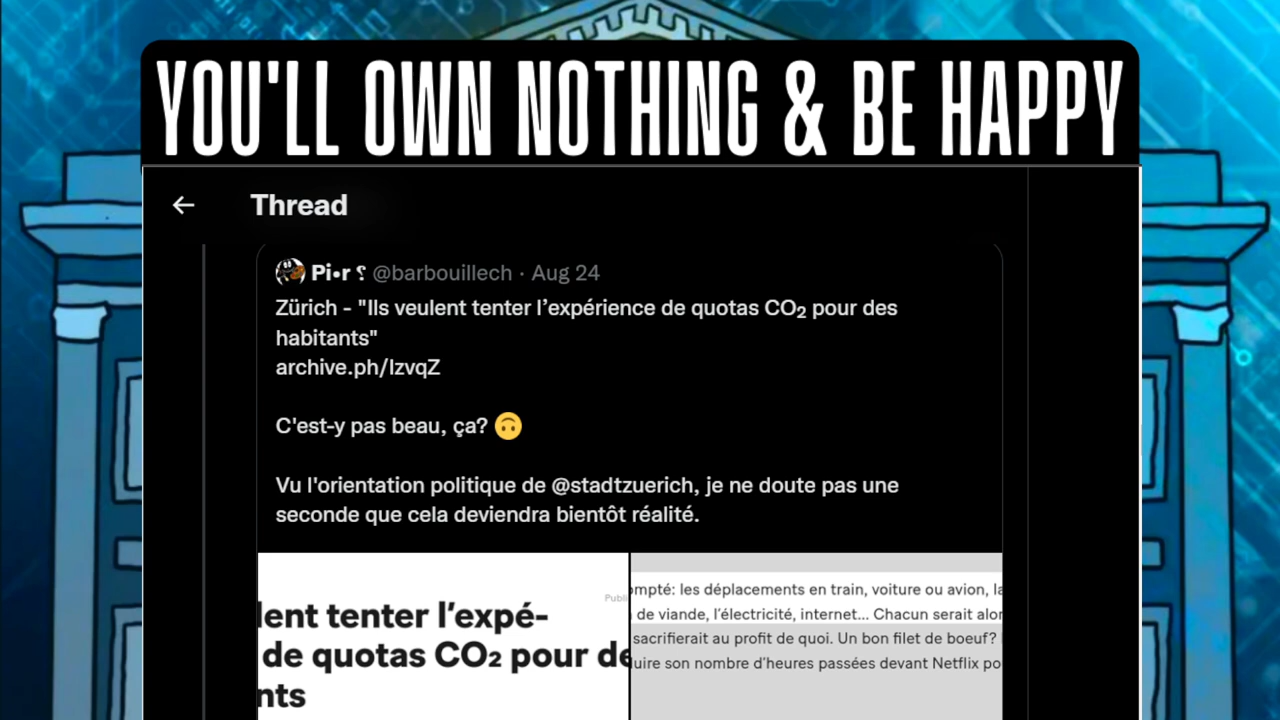 YOU'LL OWN NOTHING & BE HAPPY
Thread
Pi•r ⸮ @barbouillech · Aug 24
Zürich - "Ils veulent tenter l’expérience de quotas CO₂ pour des
habitants"
archive.ph/IzvqZ
C'est-y pas beau, ça? 🙃
Vu l'orientation politique de @stadtzuerich, je ne doute pas une
seconde que cela deviendra bientôt réalité.
Publi
lent tenter l’expé-
de quotas CO₂ pour de
nts
ompté: les déplacements en train, voiture ou avion, la
de viande, l’électricité, internet... Chacun serait alor
sacrifierait au profit de quoi. Un bon filet de boeuf?
uire son nombre d’heures passées devant Netflix po